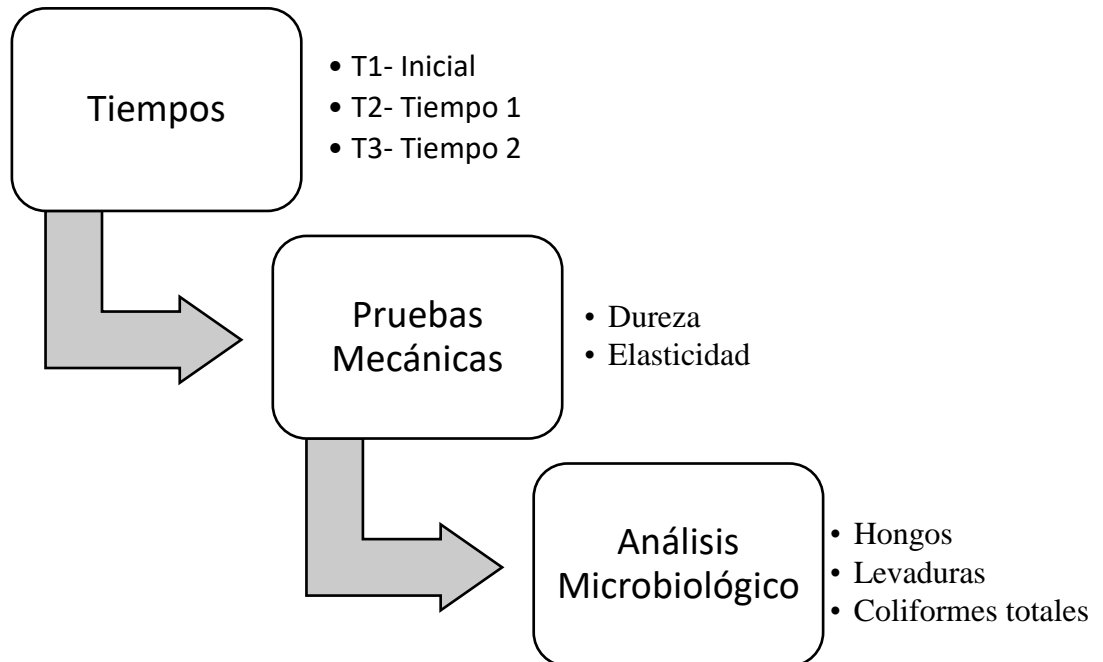 Tiempos
• T1- Inicial
• T2- Tiempo 1
• T3- Tiempo 2
Pruebas
Mecánicas
• Dureza
• Elasticidad
Análisis
Microbiológico
• Hongos
• Levaduras
• Coliformes totales